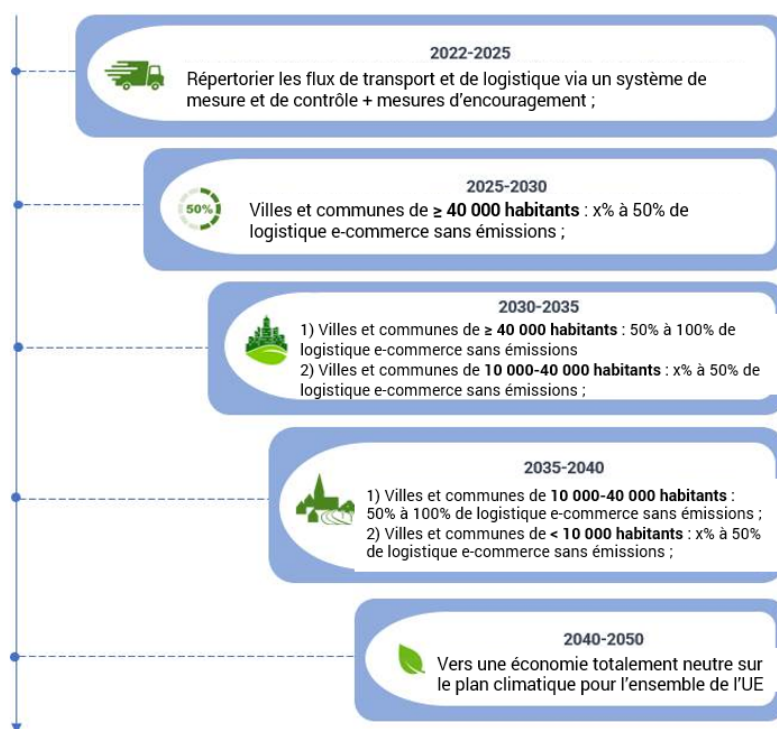 2022-2025
Répertorier les flux de transport et de logistique via un système de
mesure et de contrôle + mesures d’encouragement ;
50%
2025-2030
Villes et communes de ≥ 40 000 habitants : x% à 50% de
logistique e-commerce sans émissions ;
2030-2035
1) Villes et communes de ≥ 40 000 habitants : 50% à 100% de
logistique e-commerce sans émissions
2) Villes et communes de 10 000-40 000 habitants : x% à 50% de
logistique e-commerce sans émissions ;
2035-2040
1) Villes et communes de 10 000-40 000 habitants :
50% à 100% de logistique e-commerce sans émissions ;
2) Villes et communes de < 10 000 habitants : x% à 50%
de logistique e-commerce sans émissions ;
2040-2050
Vers une économie totalement neutre sur
le plan climatique pour l’ensemble de l’UE